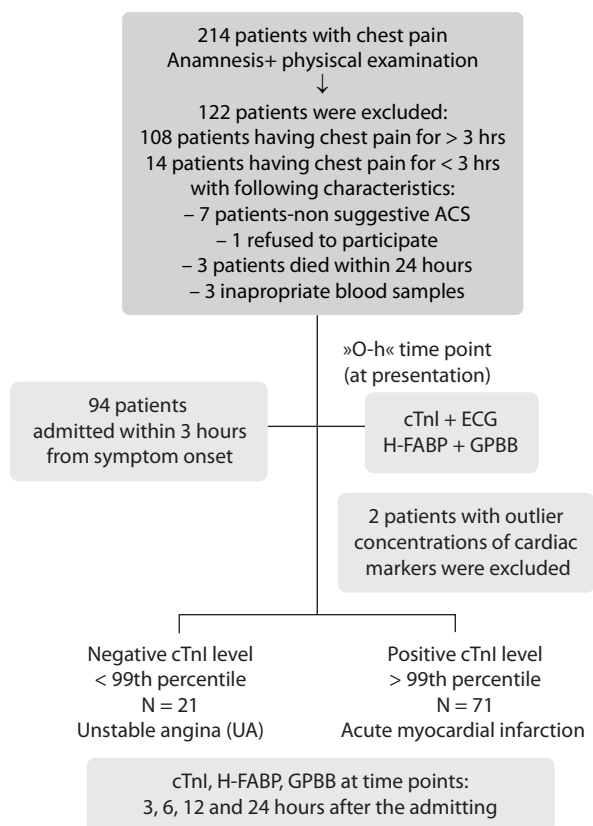 214 patients with chest pain
Anamnesis+ physiscal examination
↓
122 patients were excluded:
108 patients having chest pain for > 3 hrs
14 patients having chest pain for < 3 hrs
with following characteristics:
– 7 patients-non suggestive ACS
– 1 refused to participate
– 3 patients died within 24 hours
– 3 inapropriate blood samples
»O-h« time point
(at presentation)
94 patients
admitted within 3 hours
from symptom onset
cTnI + ECG
H-FABP + GPBB
2 patients with outlier
concentrations of cardiac
markers were excluded
Negative cTnI level
< 99th percentile
N = 21
Unstable angina (UA)
Positive cTnI level
> 99th percentile
N = 71
Acute myocardial infarction
cTnI, H-FABP, GPBB at time points:
3, 6, 12 and 24 hours after the admitting